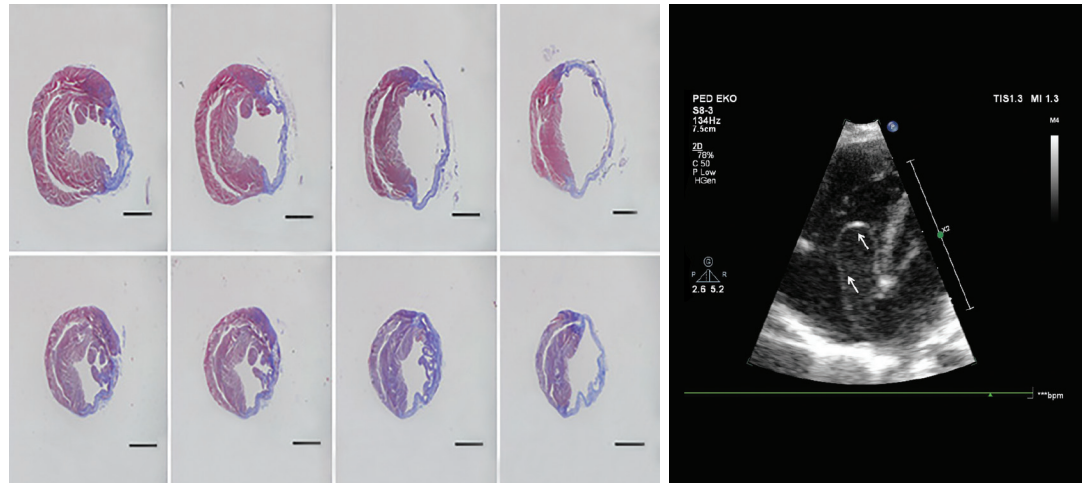 PED EKO
S8-3
134Hz
7.5cm
2D
78%
C 50
P Low
HGen
TIS1.3 MI 1.3
M4
P
X2
G
P R
2.6 5.2
***bpm